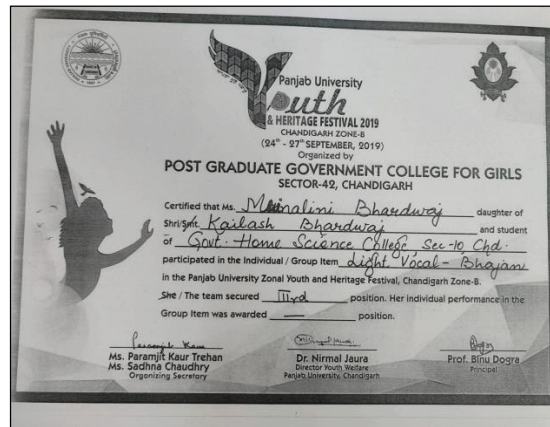 Panjab University
Youth
& HERITAGE FESTIVAL 2019
CHANDIGARH ZONE-B
(24th - 27th SEPTEMBER, 2019)
Organized by
POST GRADUATE GOVERNMENT COLLEGE FOR GIRLS
SECTOR-42, CHANDIGARH
Certified that Ms. Mrinalini Bhardwaj daughter of
Shri/Smt. Kailash Bhardwaj and student
of Govt. Home Science College Sec-10 Chd.
participated in the Individual / Group Item Light Vocal - Bhajan
in the Panjab University Zonal Youth and Heritage Festival, Chandigarh Zone-B.
She / The team secured IIIrd position. Her individual performance in the
Group Item was awarded — position.
Paramjit Kaur
Ms. Paramjit Kaur Trehan
Ms. Sadhna Chaudhry
Organizing Secretary
Dr. Nirmal Jaura
Director Youth Welfare
Panjab University, Chandigarh
Prof. Binu Dogra
Principal